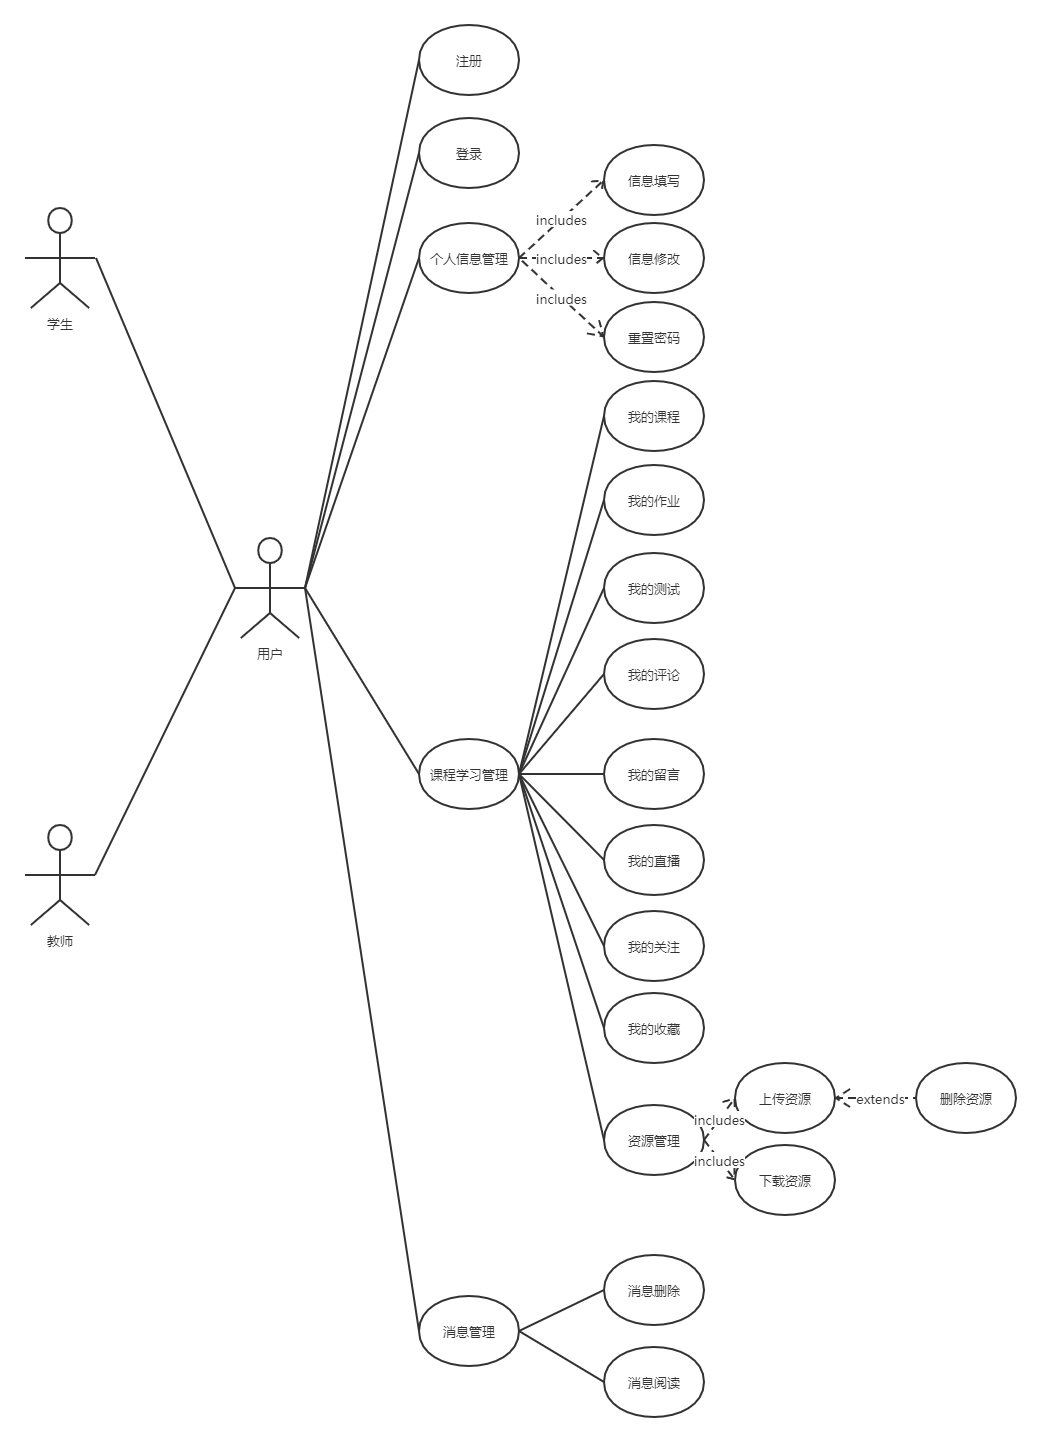 注册
登录
信息填写
includes
个人信息管理
includes
信息修改
includes
学生
重置密码
我的课程
我的作业
我的测试
用户
我的评论
课程学习管理
我的留言
我的直播
教师
我的关注
我的收藏
上传资源
extends
删除资源
includes
资源管理
includes
下载资源
消息删除
消息管理
消息阅读